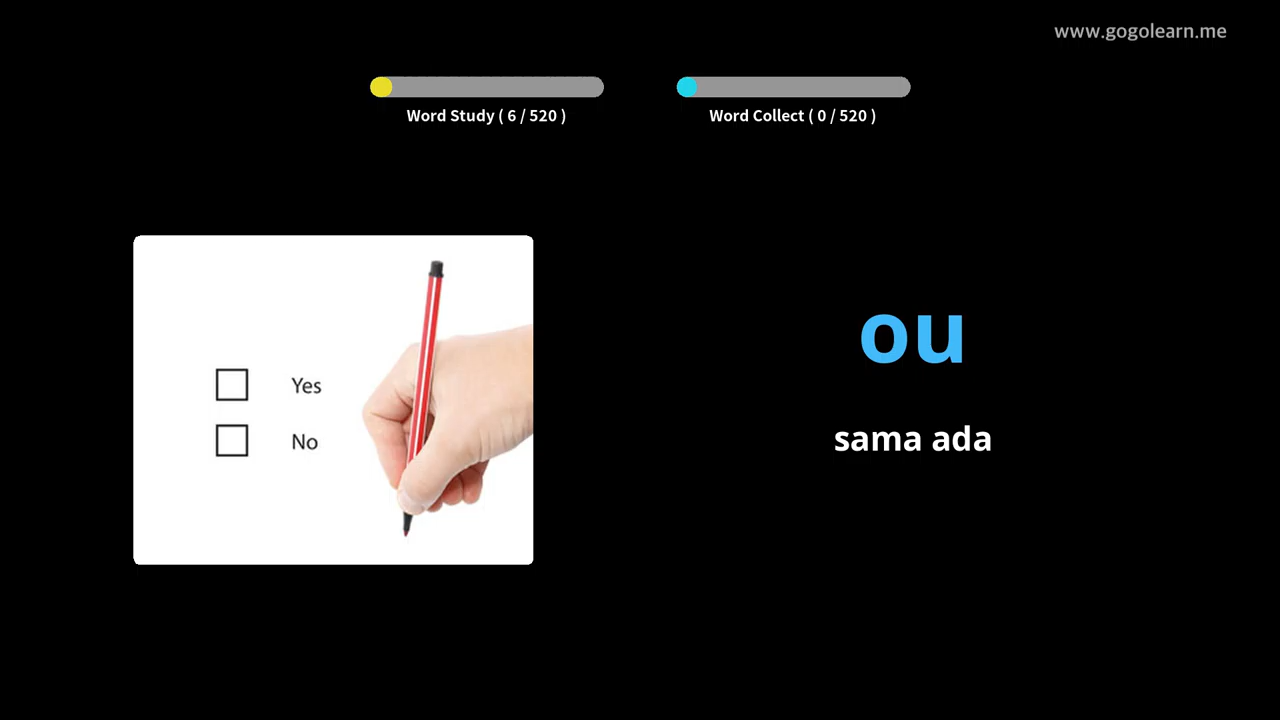 www.gogolearn.me
Word Study ( 6 / 520 )
Word Collect ( 0 / 520 )
Yes
No
ou
sama ada